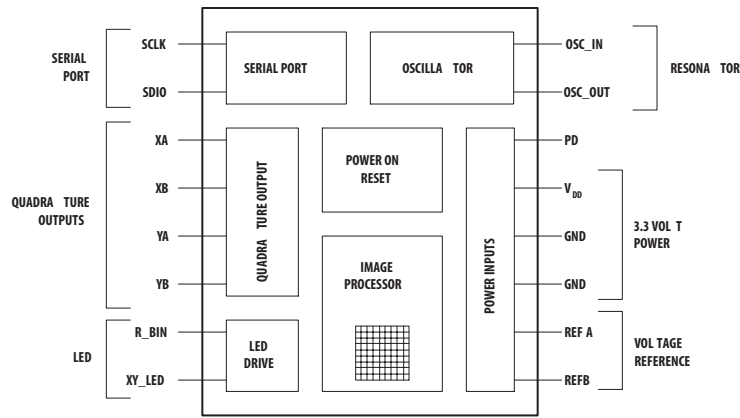 SERIAL
PORT
SCLK
SDIO
SERIAL PORT
OSCILLA TOR
OSC_IN
OSC_OUT
RESONA TOR
QUADRA TURE
OUTPUTS
XA
XB
YA
YB
QUADRA TURE OUTPUT
POWER ON
RESET
IMAGE
PROCESSOR
POWER INPUTS
PD
VDD
GND
GND
3.3 VOL T
POWER
LED
R_BIN
XY_LED
LED
DRIVE
REF A
REFB
VOL TAGE
REFERENCE